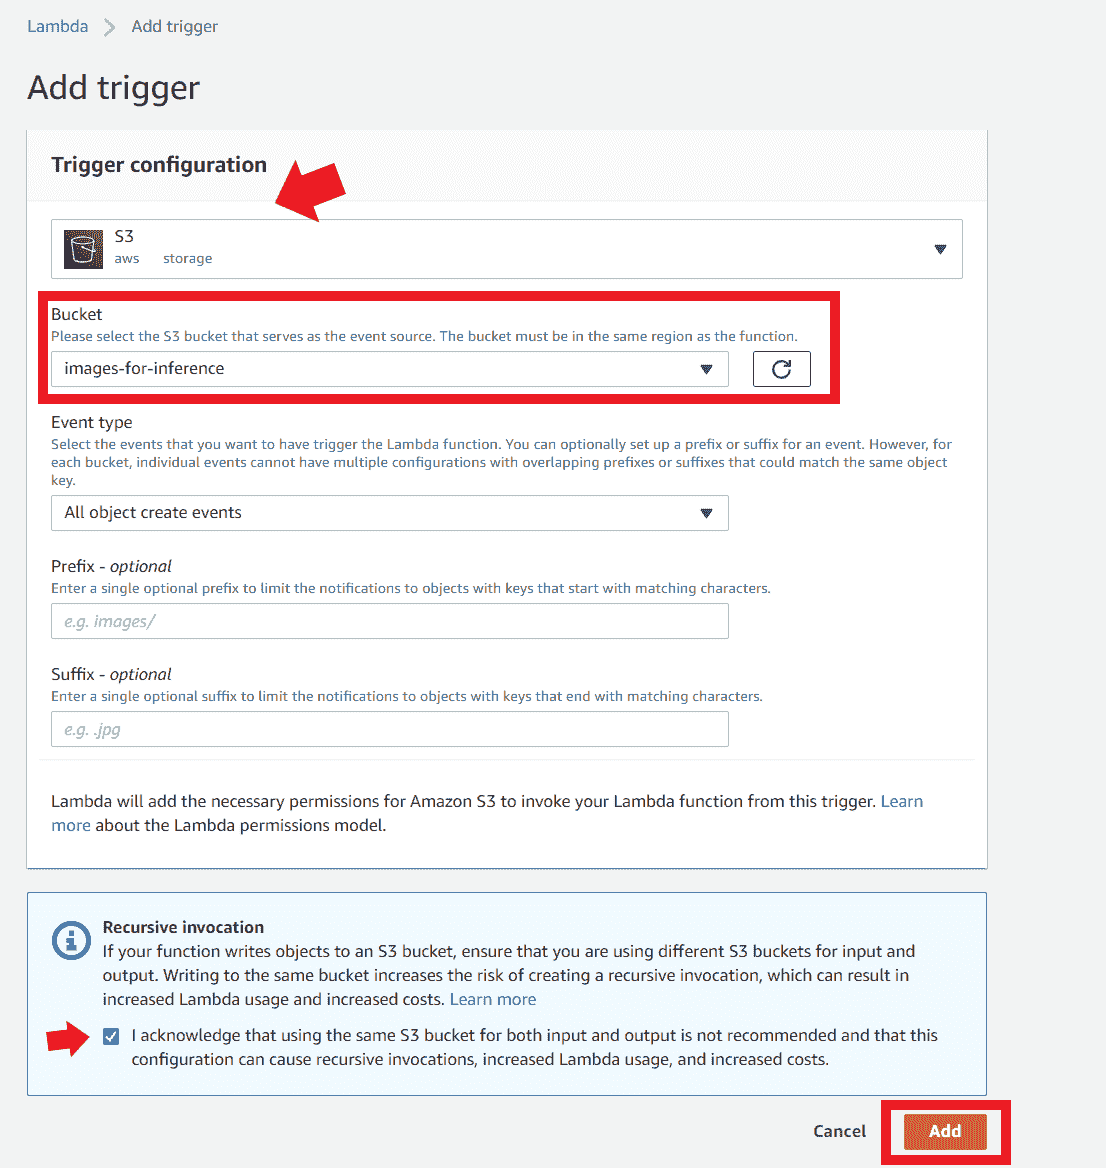 Lambda > Add trigger
Add trigger
Trigger configuration
S3
aws storage
Bucket
Please select the S3 bucket that serves as the event source. The bucket must be in the same region as the function.
images-for-inference
Event type
Select the events that you want to have trigger the Lambda function. You can optionally set up a prefix or suffix for an event. However, for
each bucket, individual events cannot have multiple configurations with overlapping prefixes or suffixes that could match the same object
key.
All object create events
Prefix - optional
Enter a single optional prefix to limit the notifications to objects with keys that start with matching characters.
e.g. images/
Suffix - optional
Enter a single optional suffix to limit the notifications to objects with keys that end with matching characters.
e.g. .jpg
Lambda will add the necessary permissions for Amazon S3 to invoke your Lambda function from this trigger. Learn
more about the Lambda permissions model.
Recursive invocation
If your function writes objects to an S3 bucket, ensure that you are using different S3 buckets for input and
output. Writing to the same bucket increases the risk of creating a recursive invocation, which can result in
increased Lambda usage and increased costs. Learn more
I acknowledge that using the same S3 bucket for both input and output is not recommended and that this
configuration can cause recursive invocations, increased Lambda usage, and increased costs.
Cancel Add